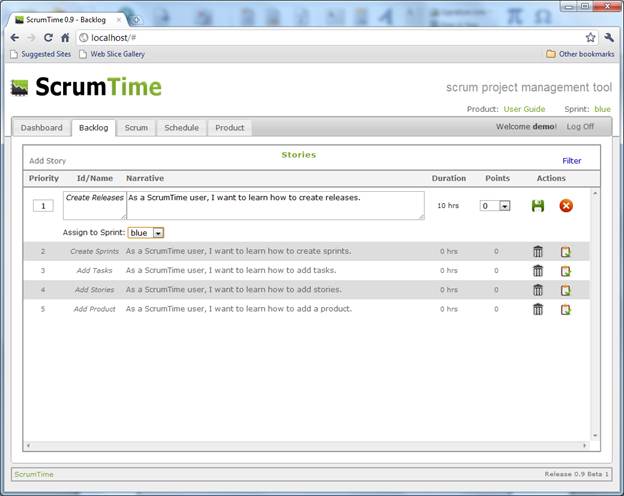 ScrumTime 0.9 - Backlog
localhost/#
Suggested Sites Web Slice Gallery Other bookmarks
ScrumTime scrum project management tool
Product: User Guide Sprint: blue
Dashboard Backlog Scrum Schedule Product Welcome demo! Log Off
Add Story Stories Filter
Priority Id/Name Narrative Duration Points Actions
1 Create Releases As a ScrumTime user, I want to learn how to create releases. 10 hrs 0
Assign to Sprint: blue
2 Create Sprints As a ScrumTime user, I want to learn how to create sprints. 0 hrs 0
3 Add Tasks As a ScrumTime user, I want to learn how to add tasks. 0 hrs 0
4 Add Stories As a ScrumTime user, I want to learn how to add stories. 0 hrs 0
5 Add Product As a ScrumTime user, I want to learn how to add a product. 0 hrs 0
ScrumTime Release 0.9 Beta 1